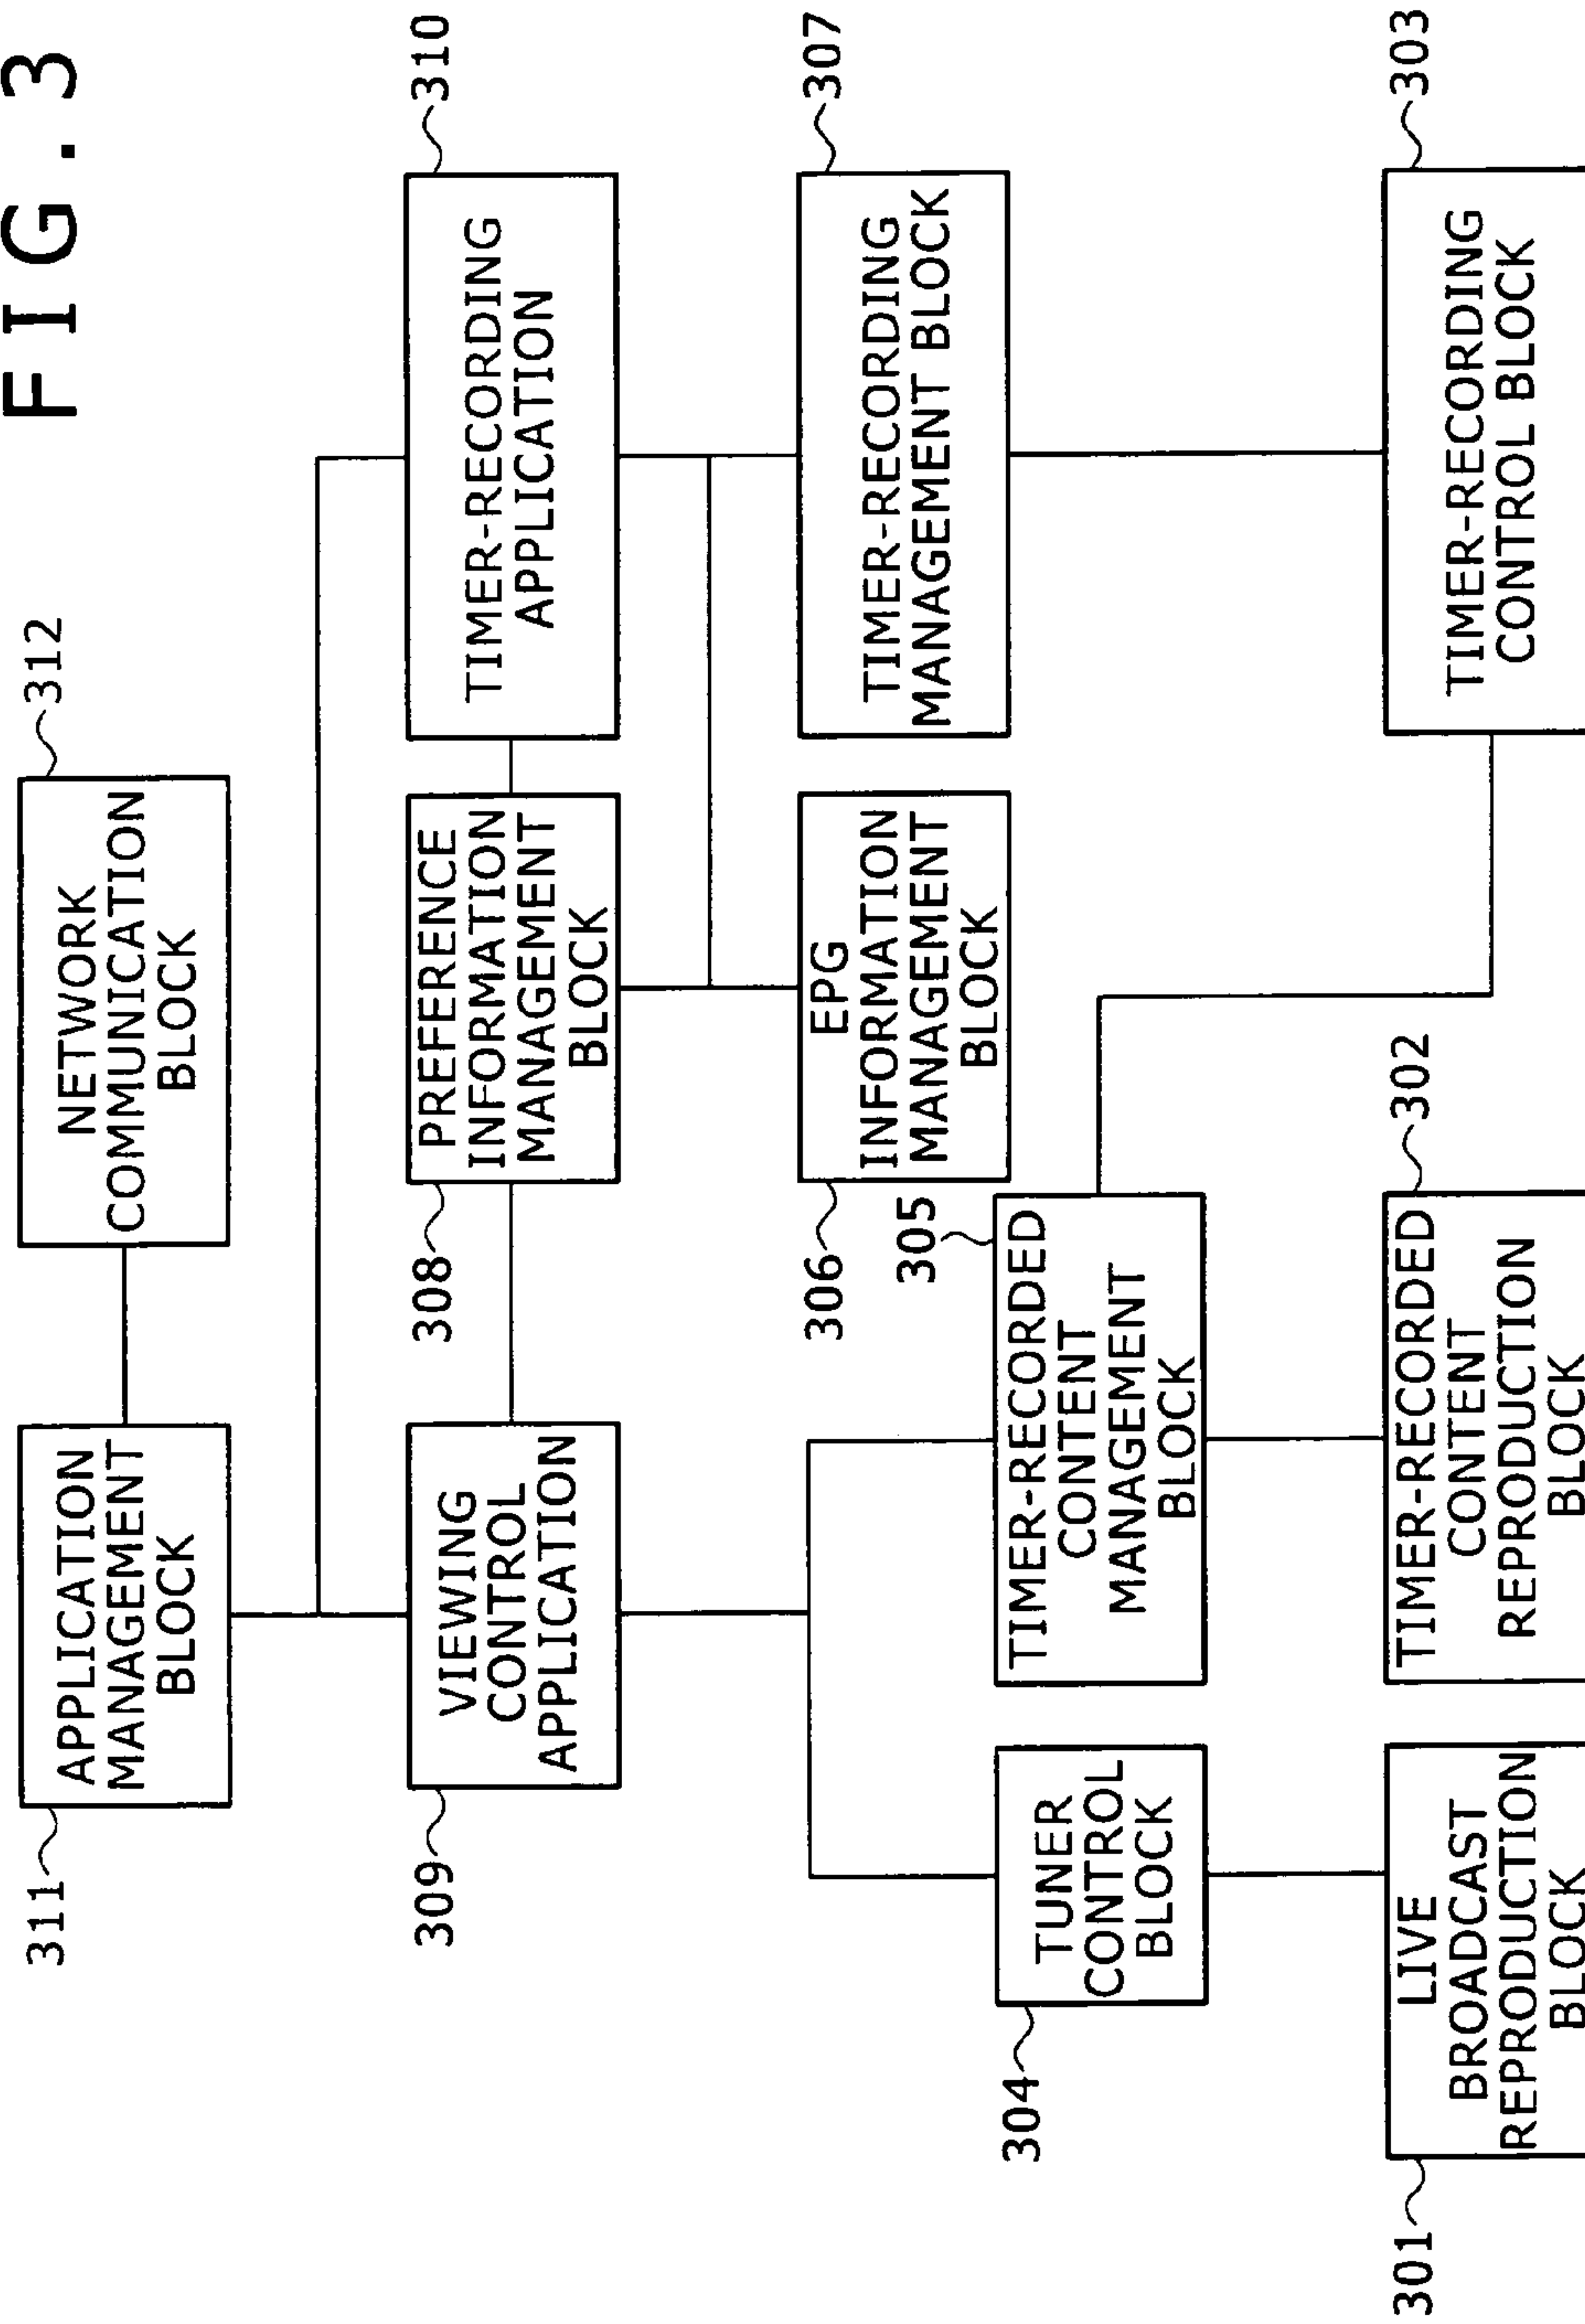 FIG. 3
311
APPLICATION
MANAGEMENT
BLOCK
NETWORK
COMMUNICATION
BLOCK
312
309
VIEWING
CONTROL
APPLICATION
308
PREFERENCE
INFORMATION
MANAGEMENT
BLOCK
TIMER-RECORDING
APPLICATION
310
306
EPG
INFORMATION
MANAGEMENT
BLOCK
TIMER-RECORDING
MANAGEMENT BLOCK
307
304
TUNER
CONTROL
BLOCK
305
TIMER-RECORDED
CONTENT
MANAGEMENT
BLOCK
301
LIVE
BROADCAST
REPRODUCTION
BLOCK
TIMER-RECORDED
CONTENT
REPRODUCTION
BLOCK
302
TIMER-RECORDING
CONTROL BLOCK
303